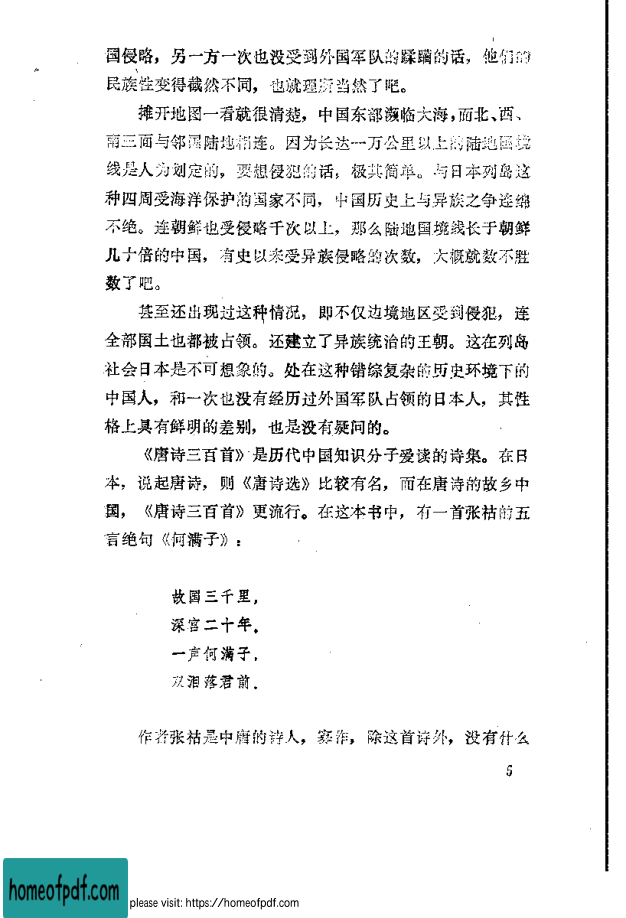 国侵略，另一方一次也没受到外国军队的蹂躏的话，他们的
民族性变得截然不同，也就理所当然了吧。
摊开地图一看就很清楚，中国东部濒临大海，而北、西、
南三面与邻国陆地相连。因为长达一万公里以上的陆地国境
线是人为划定的，要想侵犯的话，极其简单。与日本列岛这
种四周受海洋保护的国家不同，中国历史上与异族之争连绵
不绝。连朝鲜也受侵略千次以上，那么陆地国境线长于朝鲜
几十倍的中国，有史以来受异族侵略的次数，大概就数不胜
数了吧。
甚至还出现过这种情况，即不仅边境地区受到侵犯，连
全部国土也都被占领。还建立了异族统治的王朝。这在列岛
社会日本是不可想象的。处在这种错综复杂的历史环境下的
中国人，和一次也没有经历过外国军队占领的日本人，其性
格上具有鲜明的差别，也是没有疑问的。
《唐诗三百首》是历代中国知识分子爱读的诗集。在日
本，说起唐诗，则《唐诗选》比较有名，而在唐诗的故乡中
国，《唐诗三百首》更流行。在这本书中，有一首张祜的五
言绝句《何满子》：
故国三千里，
深宫二十年。
一声何满子，
双泪落君前。
作者张祜是中唐的诗人，寡作，除这首诗外，没有什么
5
homeofpdf.com
please visit: https://homeofpdf.com